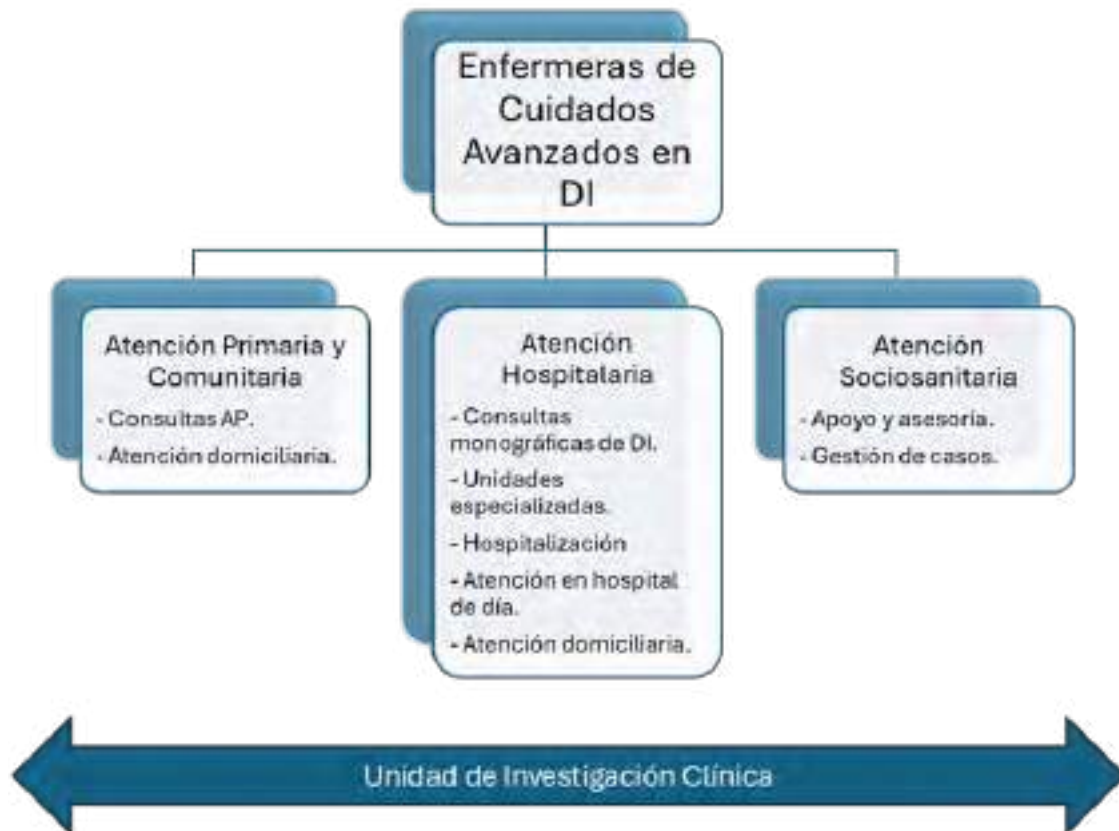 Enfermeras de
Cuidados
Avanzados en
DI
Atención Primaria y
Comunitaria
- Consultas AP.
- Atención domiciliaria.
Atención
Hospitalaria
- Consultas
monográficas de DI.
- Unidades
especializadas.
- Hospitalización
- Atención en hospital
de día.
- Atención domiciliaria.
Atención
Sociosanitaria
- Apoyo y asesoría.
- Gestión de casos.
Unidad de Investigación Clínica